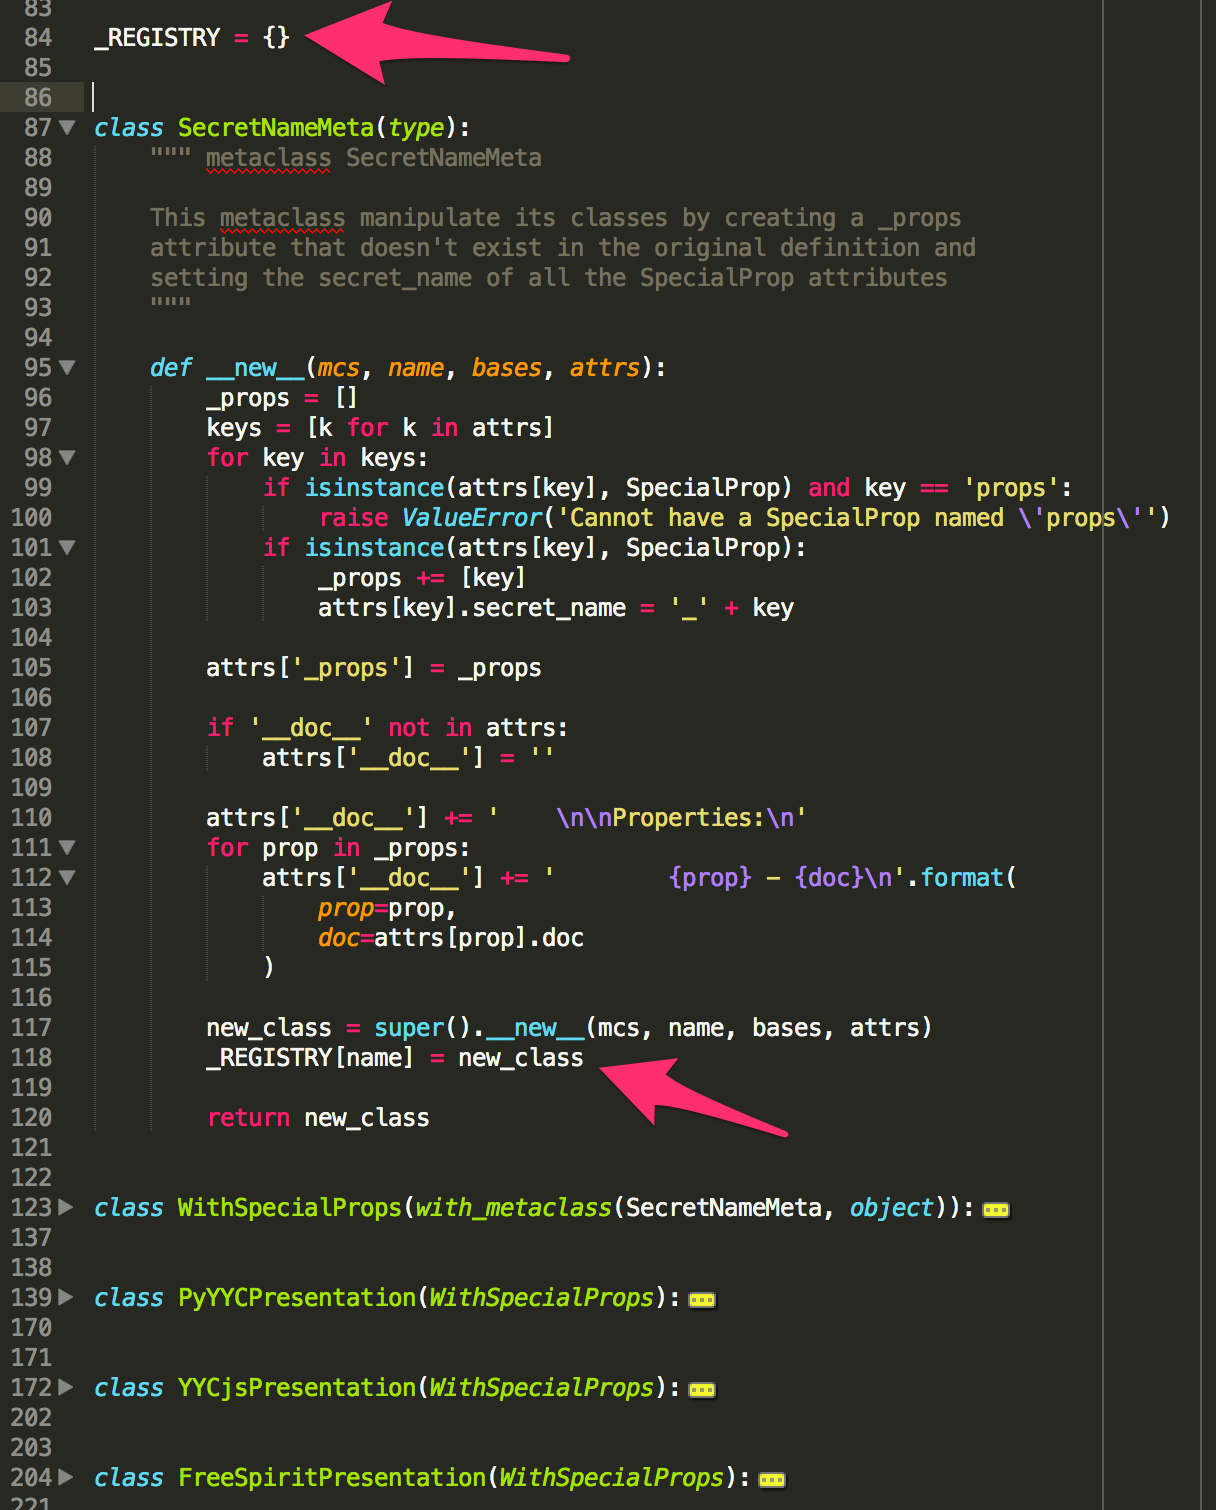 83
84 _REGISTRY = {}
85
86
87 class SecretNameMeta(type):
88     """ metaclass SecretNameMeta
89
90     This metaclass manipulate its classes by creating a _props
91     attribute that doesn't exist in the original definition and
92     setting the secret_name of all the SpecialProp attributes
93     """
94
95     def __new__(mcs, name, bases, attrs):
96         _props = []
97         keys = [k for k in attrs]
98         for key in keys:
99             if isinstance(attrs[key], SpecialProp) and key == 'props':
100                 raise ValueError('Cannot have a SpecialProp named \'props\'')
101             if isinstance(attrs[key], SpecialProp):
102                 _props += [key]
103                 attrs[key].secret_name = '_' + key
104
105         attrs['_props'] = _props
106
107         if '__doc__' not in attrs:
108             attrs['__doc__'] = ''
109
110         attrs['__doc__'] += '    \n\nProperties:\n'
111         for prop in _props:
112             attrs['__doc__'] += '        {prop} - {doc}\n'.format(
113                 prop=prop,
114                 doc=attrs[prop].doc
115             )
116
117         new_class = super().__new__(mcs, name, bases, attrs)
118         _REGISTRY[name] = new_class
119
120         return new_class
121
122
123 class WithSpecialProps(with_metaclass(SecretNameMeta, object)):
137
138
139 class PyYYCPresentation(WithSpecialProps):
170
171
172 class YYCjsPresentation(WithSpecialProps):
202
203
204 class FreeSpiritPresentation(WithSpecialProps):
221